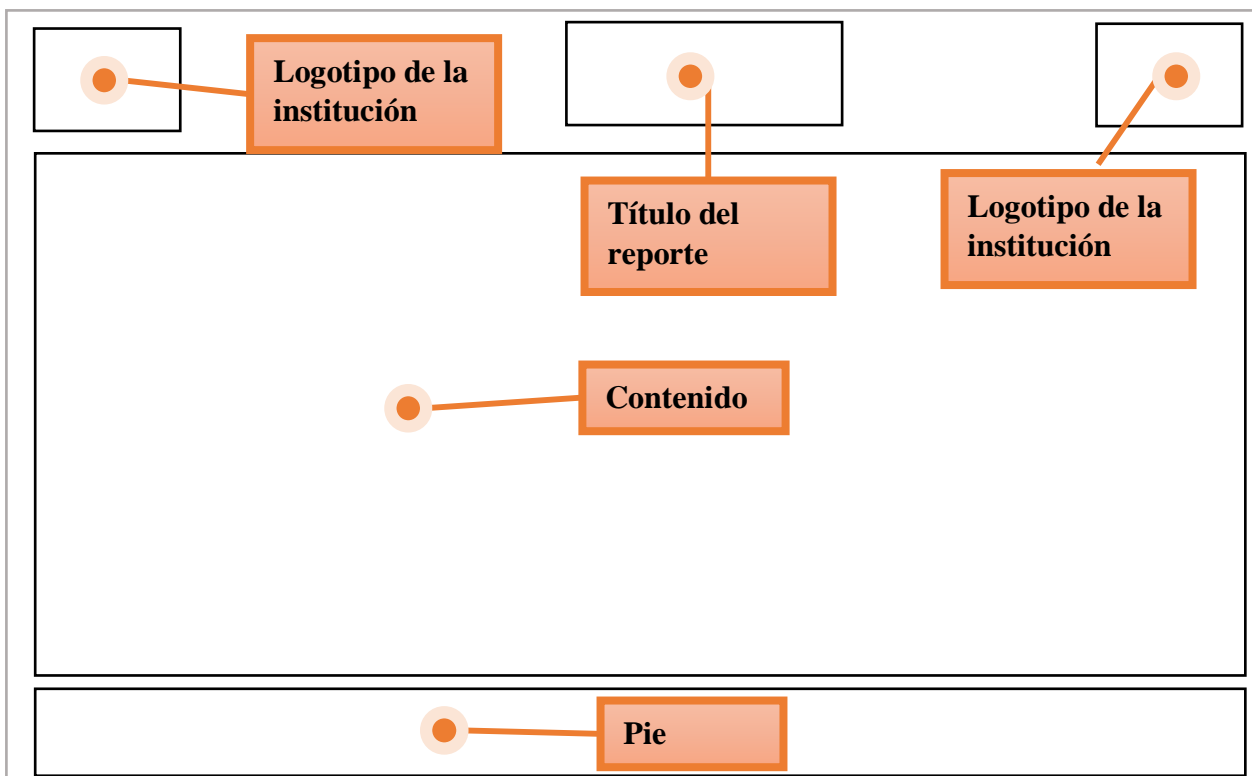 Logotipo de la
institución
Título del
reporte
Logotipo de la
institución
Contenido
Pie